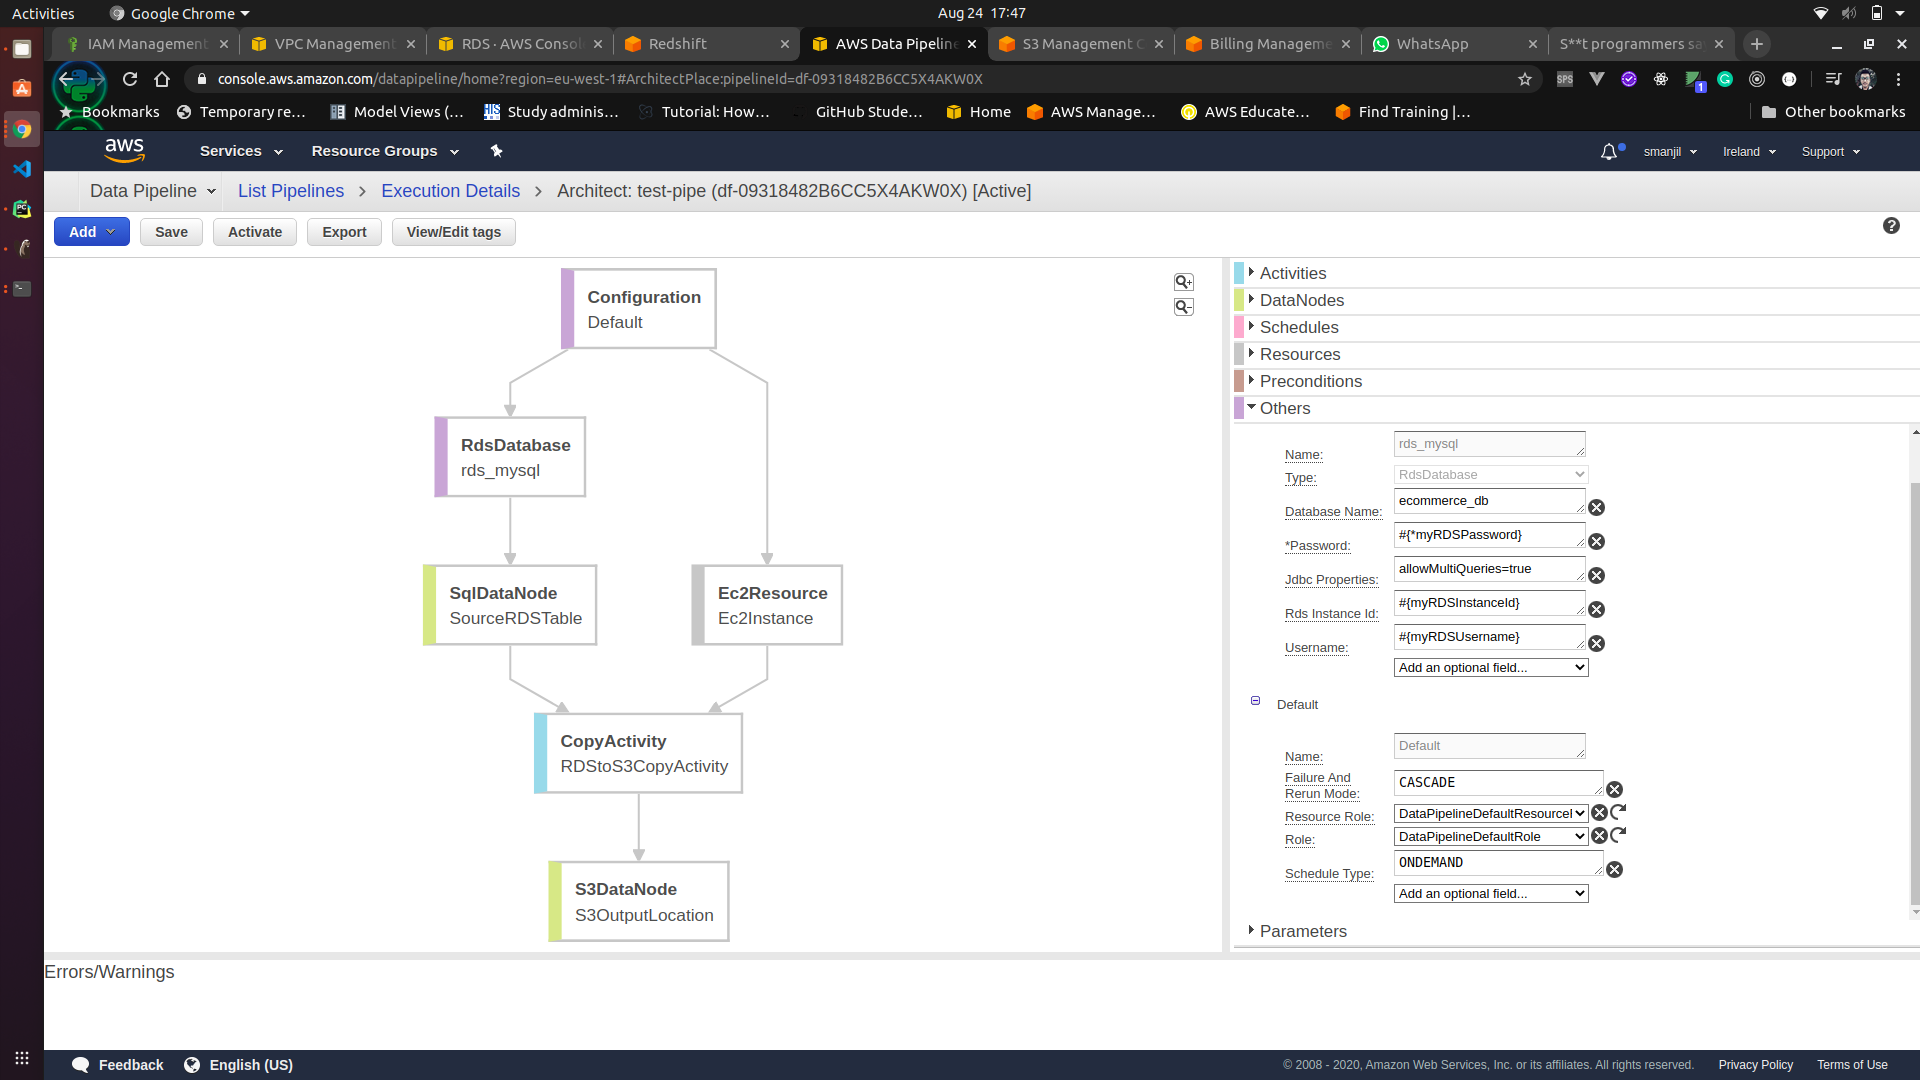 Activities
Google Chrome
Aug 24 17:47
IAM Management
VPC Management
RDS · AWS Consol
Redshift
AWS Data Pipeline
S3 Management C
Billing Manageme
WhatsApp
S**t programmers sa
console.aws.amazon.com/datapipeline/home?region=eu-west-1#ArchitectPlace:pipelineId=df-09318482B6CC5X4AKW0X
SPS
1
Bookmarks
Temporary re…
Model Views (…
HIS
Study adminis…
Tutorial: How…
GitHub Stude…
Home
AWS Manage…
AWS Educate…
Find Training |…
Other bookmarks
aws
Services
Resource Groups
smanjil
Ireland
Support
Data Pipeline
List Pipelines
Execution Details
Architect: test-pipe (df-09318482B6CC5X4AKW0X) [Active]
Add
Save
Activate
Export
View/Edit tags
Configuration
Default
RdsDatabase
rds_mysql
SqlDataNode
SourceRDSTable
Ec2Resource
Ec2Instance
CopyActivity
RDStoS3CopyActivity
S3DataNode
S3OutputLocation
Activities
DataNodes
Schedules
Resources
Preconditions
Others
Name: rds_mysql
Type: RdsDatabase
Database Name: ecommerce_db
*Password: #{*myRDSPassword}
Jdbc Properties: allowMultiQueries=true
Rds Instance Id: #{myRDSInstanceId}
Username: #{myRDSUsername}
Add an optional field...
Default
Name: Default
Failure And
Rerun Mode: CASCADE
Resource Role: DataPipelineDefaultResourceI
Role: DataPipelineDefaultRole
Schedule Type: ONDEMAND
Add an optional field...
Parameters
Errors/Warnings
Feedback
English (US)
© 2008 - 2020, Amazon Web Services, Inc. or its affiliates. All rights reserved.
Privacy Policy
Terms of Use